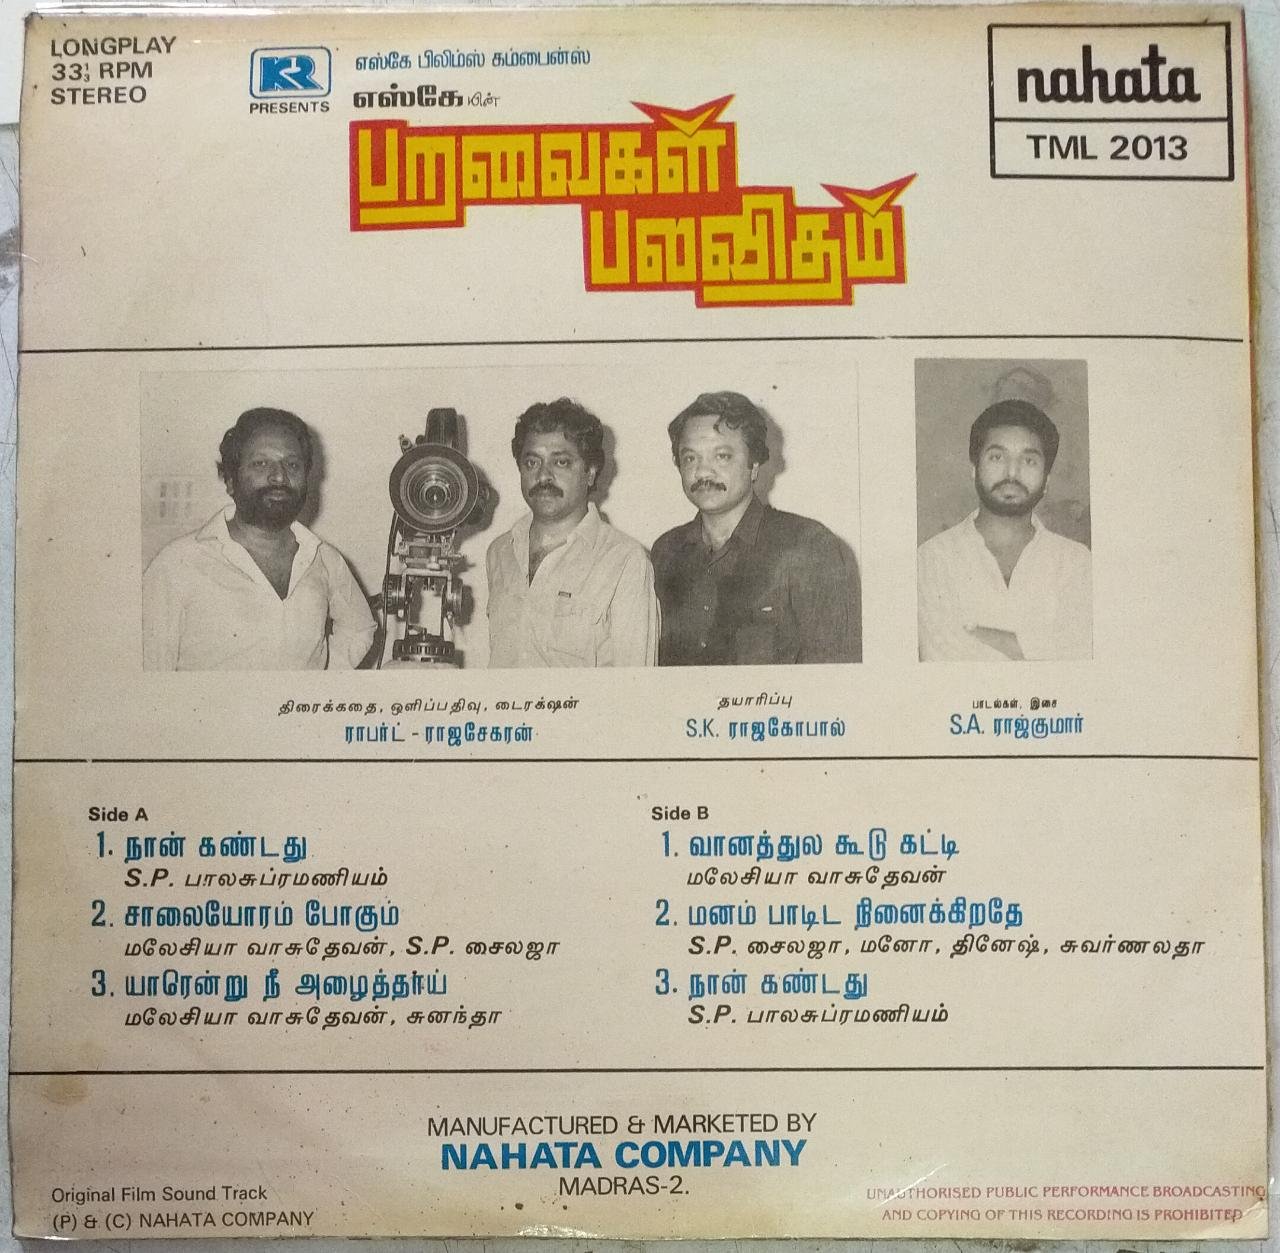 LONGPLAY
33⅓ RPM
STEREO
KR
PRESENTS
எஸ்கே பிலிம்ஸ் கம்பைன்ஸ்
எஸ்கேயின்
பறவைகள்
பலவிதம்
nahata
TML 2013
திரைக்கதை, ஒளிப்பதிவு, டைரக்ஷன்
ராபர்ட் - ராஜசேகரன்
தயாரிப்பு
S.K. ராஜகோபால்
பாடல்கள், இசை
S.A. ராஜ்குமார்
Side A
1. நான் கண்டது
S.P. பாலசுப்ரமணியம்
2. சாலையோரம் போகும்
மலேசியா வாசுதேவன், S.P. சைலஜா
3. யாரென்று நீ அழைத்தாய்
மலேசியா வாசுதேவன், சுனந்தா
Side B
1. வானத்துல கூடு கட்டி
மலேசியா வாசுதேவன்
2. மனம் பாடிட நினைக்கிறதே
S.P. சைலஜா, மனோ, தினேஷ், சுவர்ணலதா
3. நான் கண்டது
S.P. பாலசுப்ரமணியம்
MANUFACTURED & MARKETED BY
NAHATA COMPANY
MADRAS-2.
Original Film Sound Track
(P) & (C) NAHATA COMPANY
UNAUTHORISED PUBLIC PERFORMANCE BROADCASTING
AND COPYING OF THIS RECORDING IS PROHIBITED